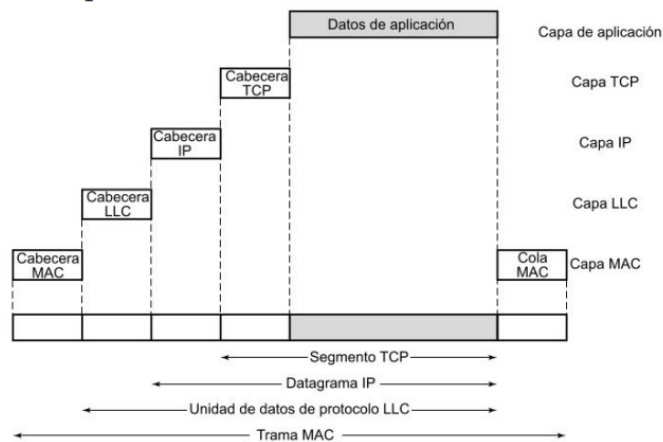 Datos de aplicación
Capa de aplicación
Cabecera
TCP
Capa TCP
Cabecera
IP
Capa IP
Cabecera
LLC
Capa LLC
Cabecera
MAC
Cola
MAC
Capa MAC
Segmento TCP
Datagrama IP
Unidad de datos de protocolo LLC
Trama MAC